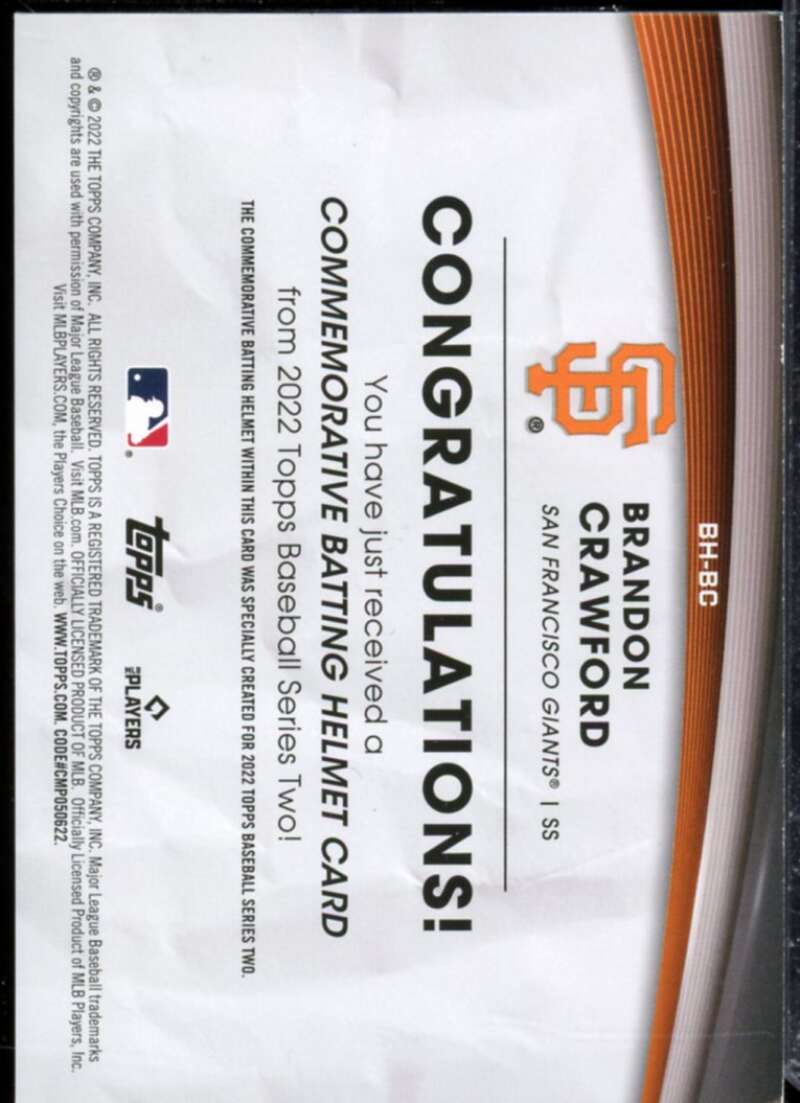 BH-BC
BRANDON
CRAWFORD
SAN FRANCISCO GIANTS® | SS
SF®
CONGRATULATIONS!
You have just received a
COMMEMORATIVE BATTING HELMET CARD
from 2022 Topps Baseball Series Two!
THE COMMEMORATIVE BATTING HELMET WITHIN THIS CARD WAS SPECIALLY CREATED FOR 2022 TOPPS BASEBALL SERIES TWO.
topps®
MLB PLAYERS
® & © 2022 THE TOPPS COMPANY, INC. ALL RIGHTS RESERVED. TOPPS IS A REGISTERED TRADEMARK OF THE TOPPS COMPANY, INC. Major League Baseball trademarks
and copyrights are used with permission of Major League Baseball. Visit MLB.com. OFFICIALLY LICENSED PRODUCT OF MLB. Officially Licensed Product of MLB Players, Inc.
Visit MLBPLAYERS.COM, the Players Choice on the web. WWW.TOPPS.COM. CODE#CMP050622.